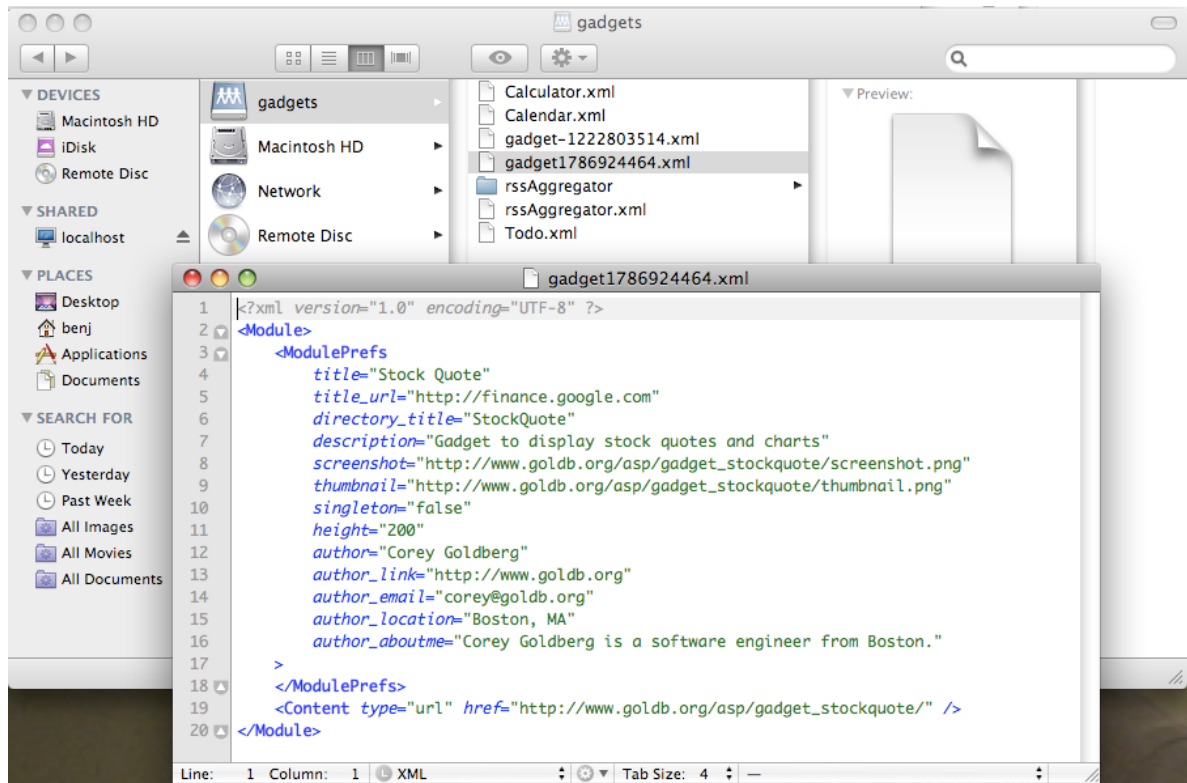 gadgets
DEVICES
Macintosh HD
iDisk
Remote Disc
SHARED
localhost
PLACES
Desktop
benj
Applications
Documents
SEARCH FOR
Today
Yesterday
Past Week
All Images
All Movies
All Documents
gadgets
Macintosh HD
Network
Remote Disc
Calculator.xml
Calendar.xml
gadget-1222803514.xml
gadget1786924464.xml
rssAggregator
rssAggregator.xml
Todo.xml
Preview:
gadget1786924464.xml
1 <?xml version="1.0" encoding="UTF-8" ?>
2 <Module>
3 <ModulePrefs
4 title="Stock Quote"
5 title_url="http://finance.google.com"
6 directory_title="StockQuote"
7 description="Gadget to display stock quotes and charts"
8 screenshot="http://www.goldb.org/asp/gadget_stockquote/screenshot.png"
9 thumbnail="http://www.goldb.org/asp/gadget_stockquote/thumbnail.png"
10 singleton="false"
11 height="200"
12 author="Corey Goldberg"
13 author_link="http://www.goldb.org"
14 author_email="corey@goldb.org"
15 author_location="Boston, MA"
16 author_aboutme="Corey Goldberg is a software engineer from Boston."
17 >
18 </ModulePrefs>
19 <Content type="url" href="http://www.goldb.org/asp/gadget_stockquote/" />
20 </Module>
Line: 1 Column: 1 XML Tab Size: 4 —